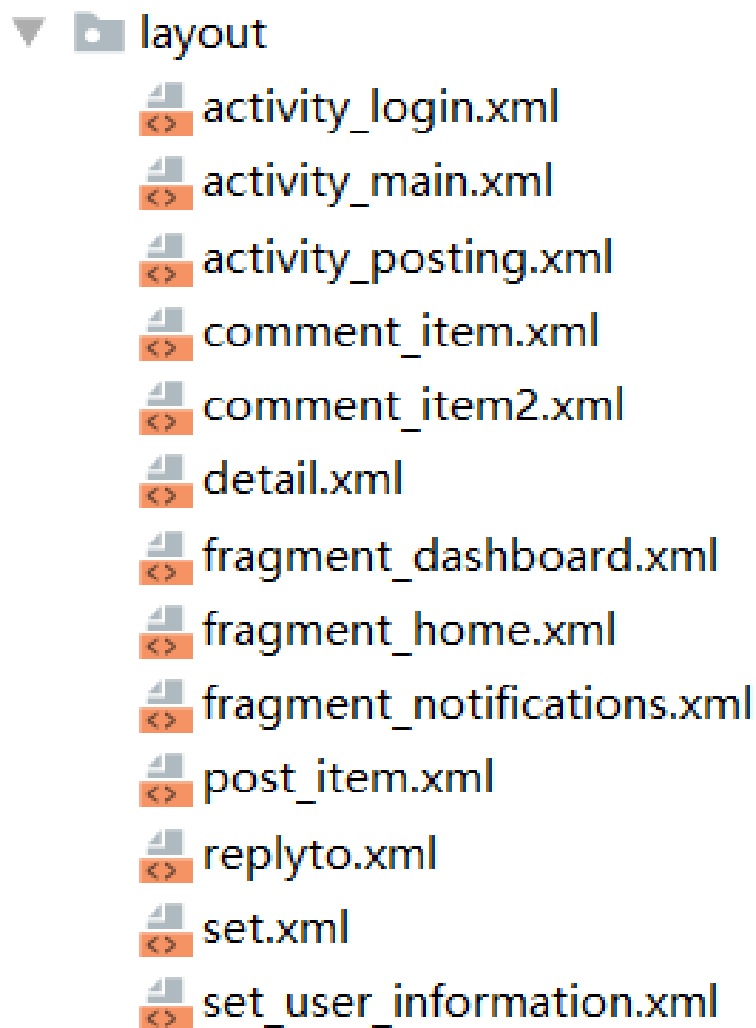 layout
activity_login.xml
activity_main.xml
activity_posting.xml
comment_item.xml
comment_item2.xml
detail.xml
fragment_dashboard.xml
fragment_home.xml
fragment_notifications.xml
post_item.xml
replyto.xml
set.xml
set_user_information.xml